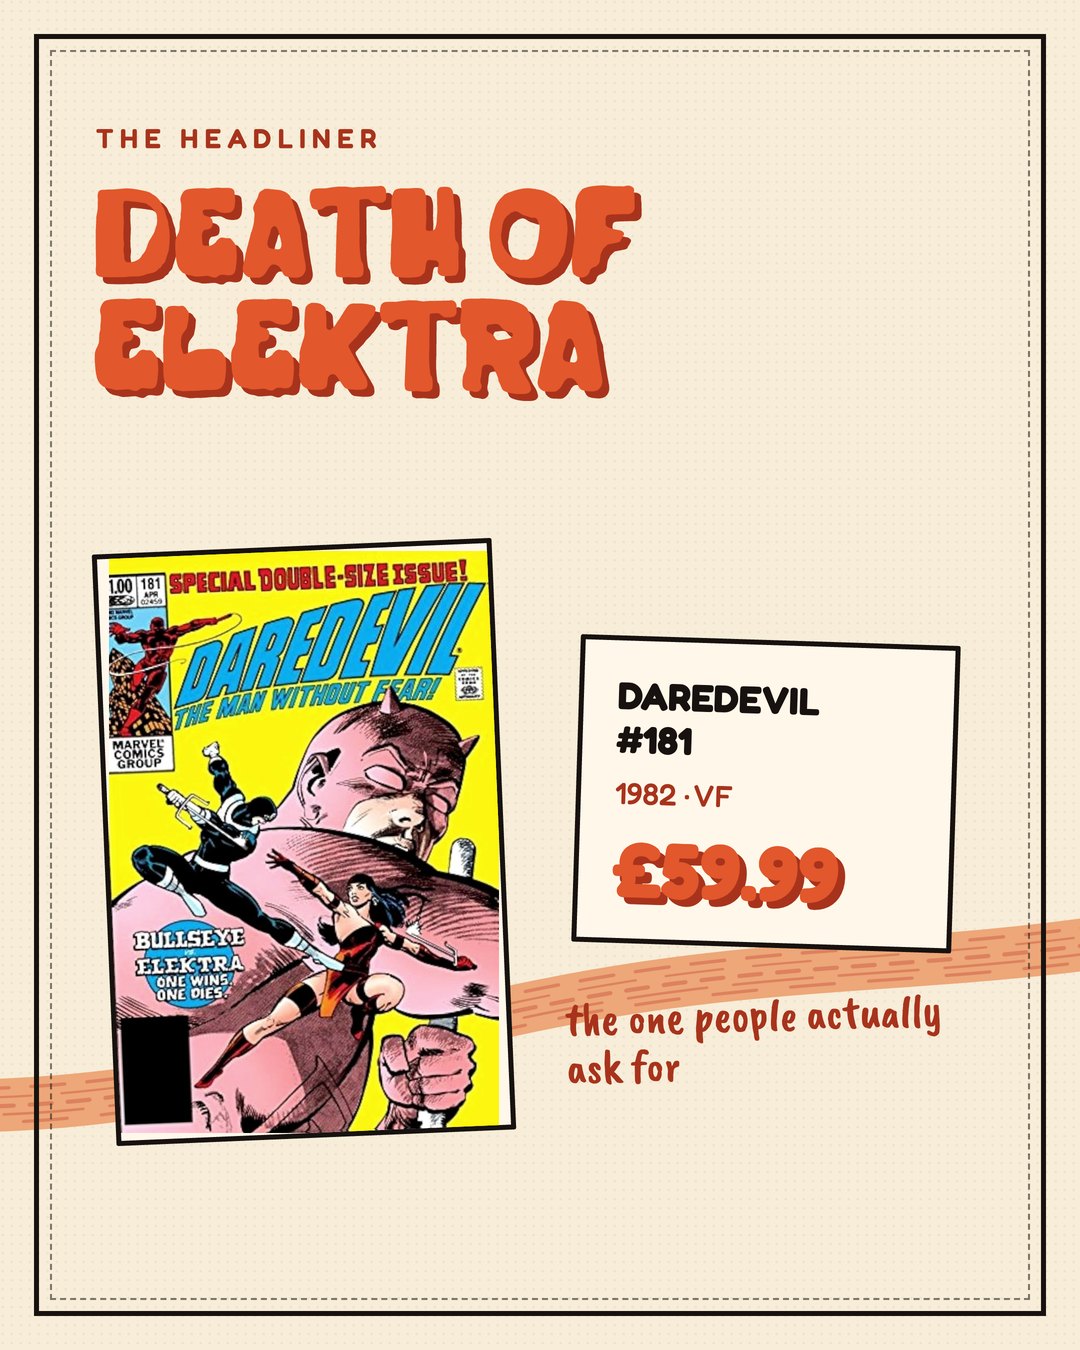 THE HEADLINER
DEATH OF
ELEKTRA
SPECIAL DOUBLE-SIZE ISSUE!
1.00 181
APR
02459
DAREDEVIL
THE MAN WITHOUT FEAR!
MARVEL
COMICS
GROUP
BULLSEYE
ELEKTRA
ONE WINS.
ONE DIES.
DAREDEVIL
#181
1982 · VF
£59.99
the one people actually
ask for